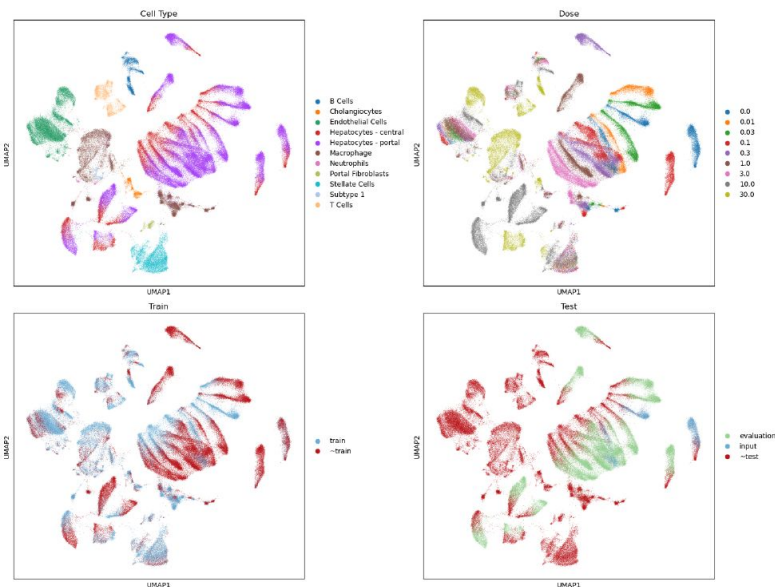 Cell Type
UMAP2
UMAP1
B Cells
Cholangiocytes
Endothelial Cells
Hepatocytes - central
Hepatocytes - portal
Macrophage
Neutrophils
Portal Fibroblasts
Stellate Cells
Subtype 1
T Cells
Dose
UMAP2
UMAP1
0.0
0.01
0.03
0.1
0.3
1.0
3.0
10.0
30.0
Train
UMAP2
UMAP1
train
~train
Test
UMAP2
UMAP1
evaluation
input
~test